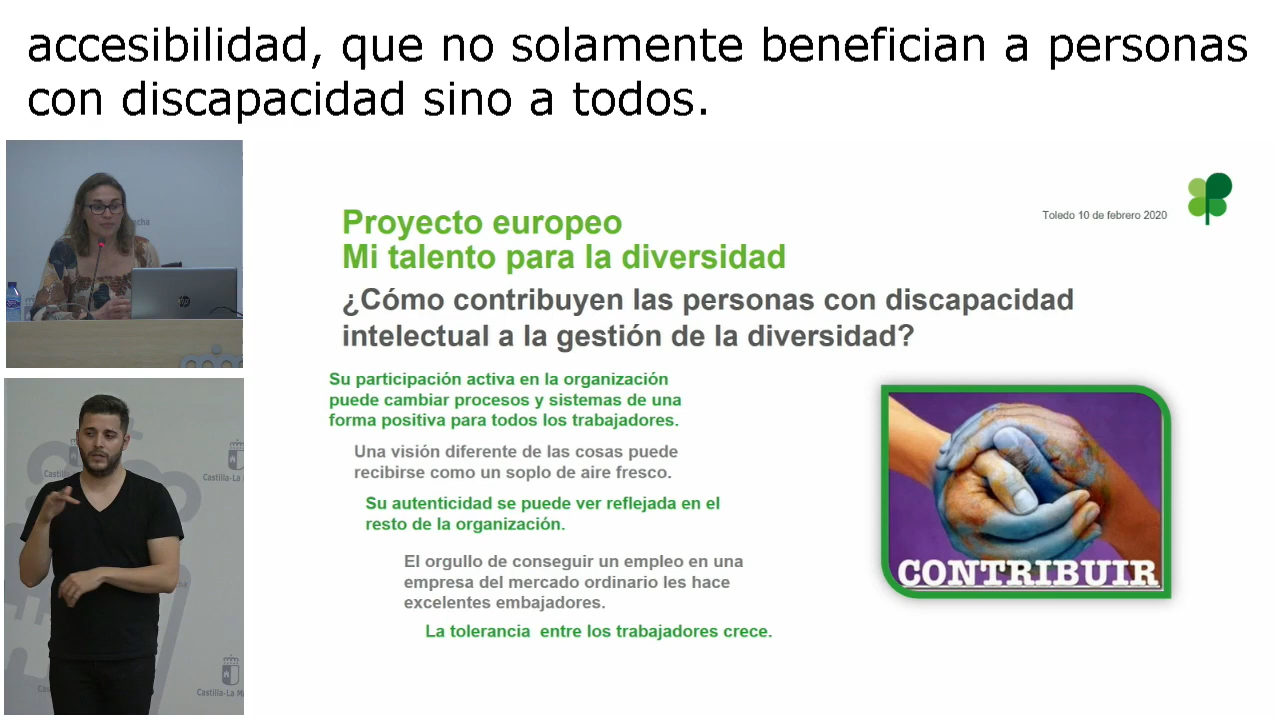 accesibilidad, que no solamente benefician a personas
con discapacidad sino a todos.
Toledo 10 de febrero 2020
Proyecto europeo
Mi talento para la diversidad
¿Cómo contribuyen las personas con discapacidad
intelectual a la gestión de la diversidad?
Su participación activa en la organización
puede cambiar procesos y sistemas de una
forma positiva para todos los trabajadores.
Una visión diferente de las cosas puede
recibirse como un soplo de aire fresco.
Su autenticidad se puede ver reflejada en el
resto de la organización.
El orgullo de conseguir un empleo en una
empresa del mercado ordinario les hace
excelentes embajadores.
La tolerancia  entre los trabajadores crece.
CONTRIBUIR
hp
Castilla-La M
Castilla-La M